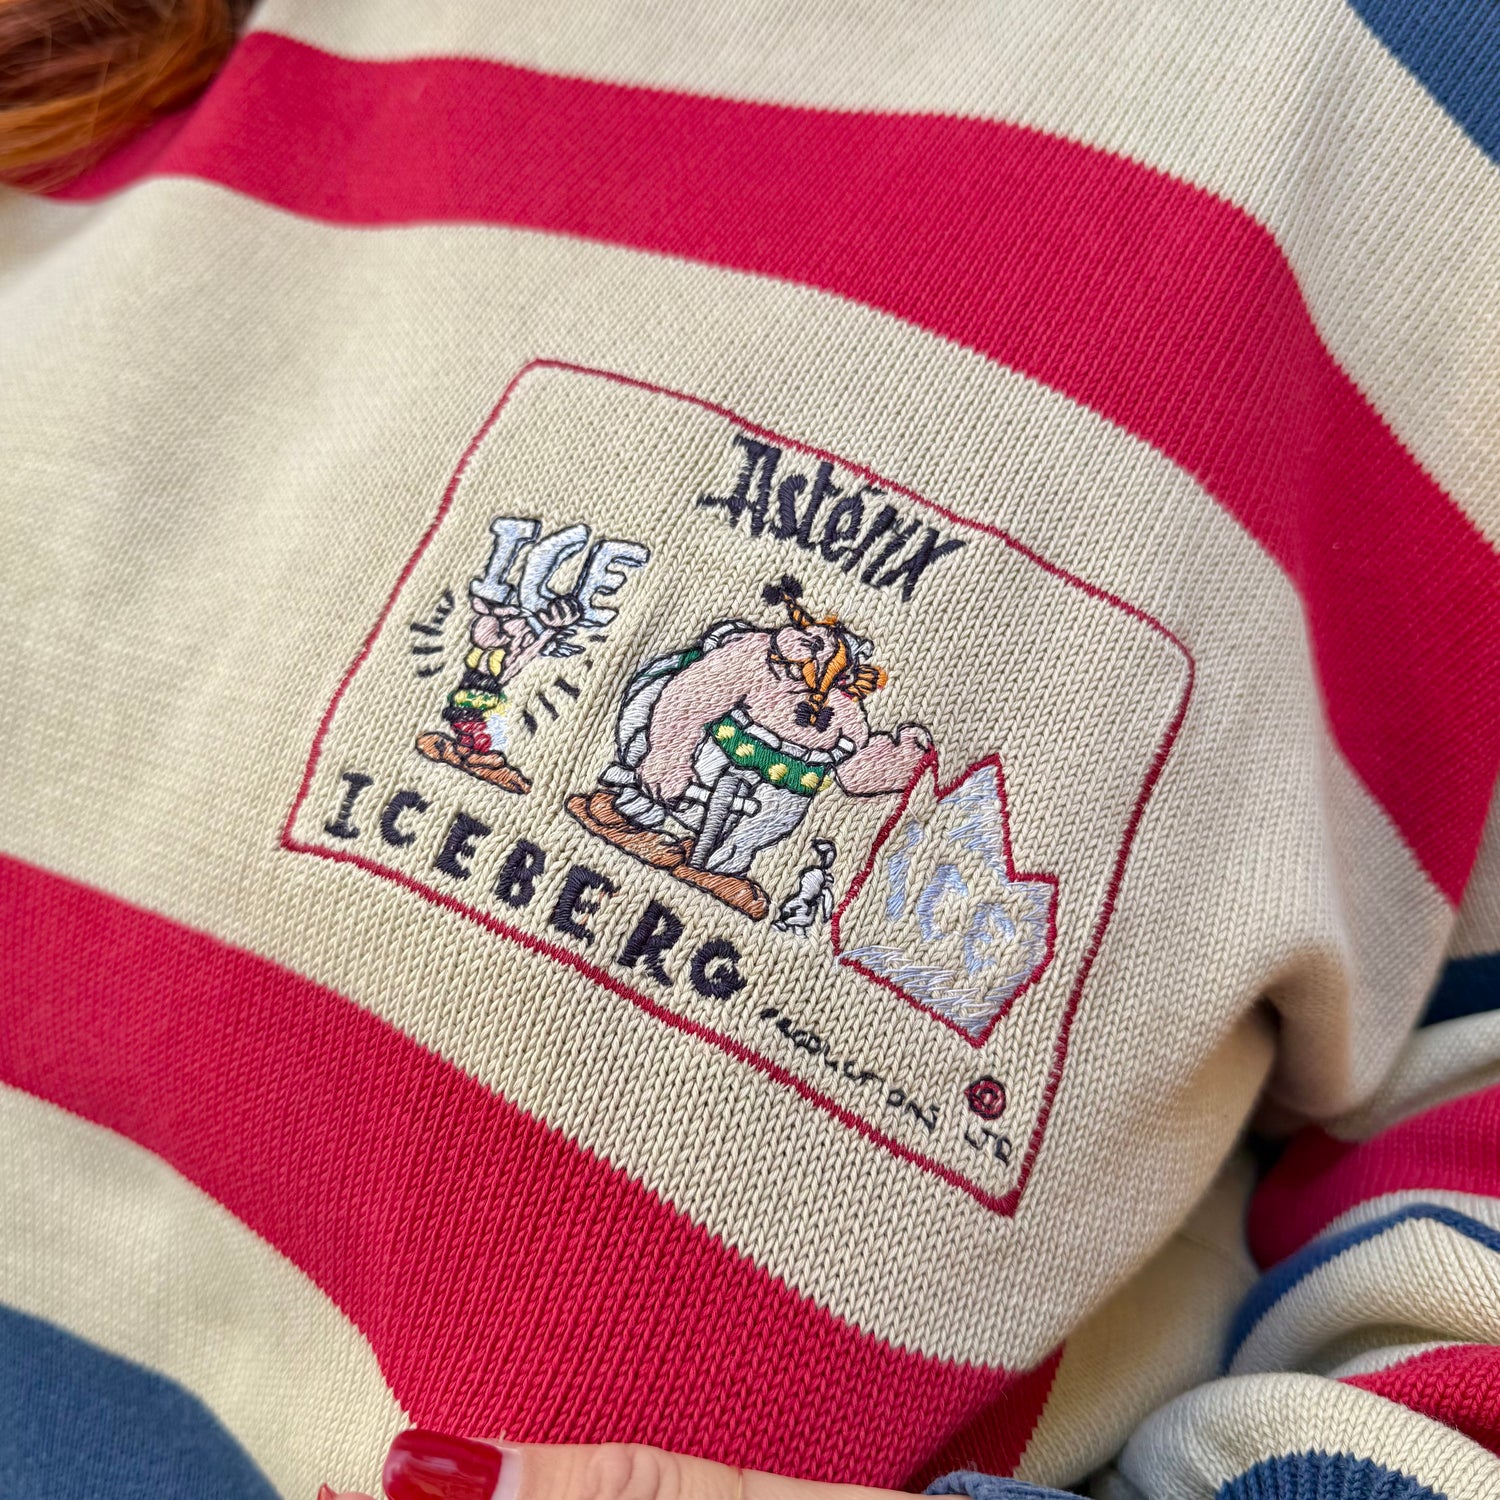 Astérix
ICE
ICE
ICEBERG
PRODUCTIONS LTD